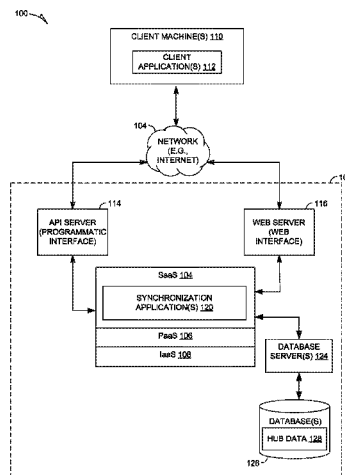 100
CLIENT MACHINE(S) 110
CLIENT
APPLICATION(S) 112
104
NETWORK
(E.G.,
INTERNET)
10
114
API SERVER
(PROGRAMMATIC
INTERFACE)
116
WEB SERVER
(WEB
INTERFACE)
SaaS 104
SYNCHRONIZATION
APPLICATION(S) 120
PaaS 106
IaaS 108
DATABASE
SERVER(S) 124
DATABASE(S)
HUB DATA 128
126